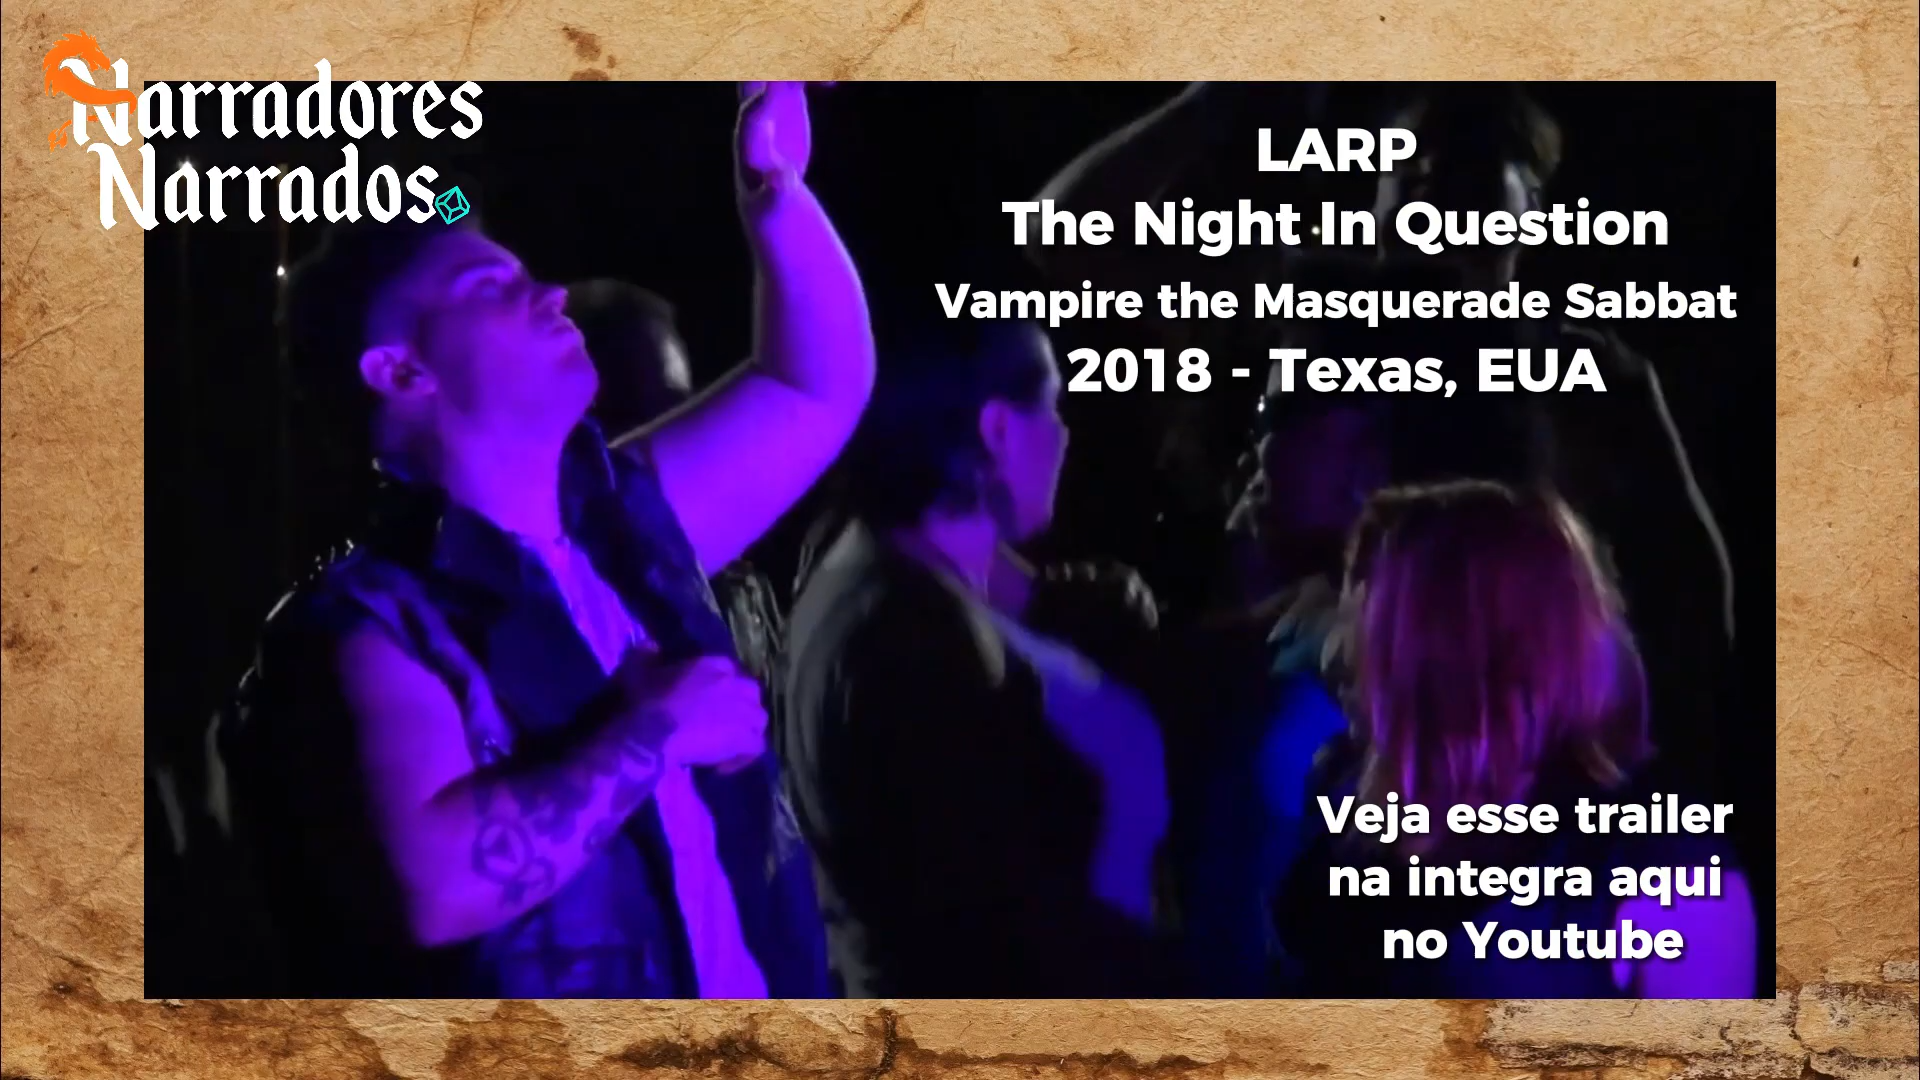 Narradores
Narrados
LARP
The Night In Question
Vampire the Masquerade Sabbat
2018 - Texas, EUA
Veja esse trailer
na integra aqui
no Youtube